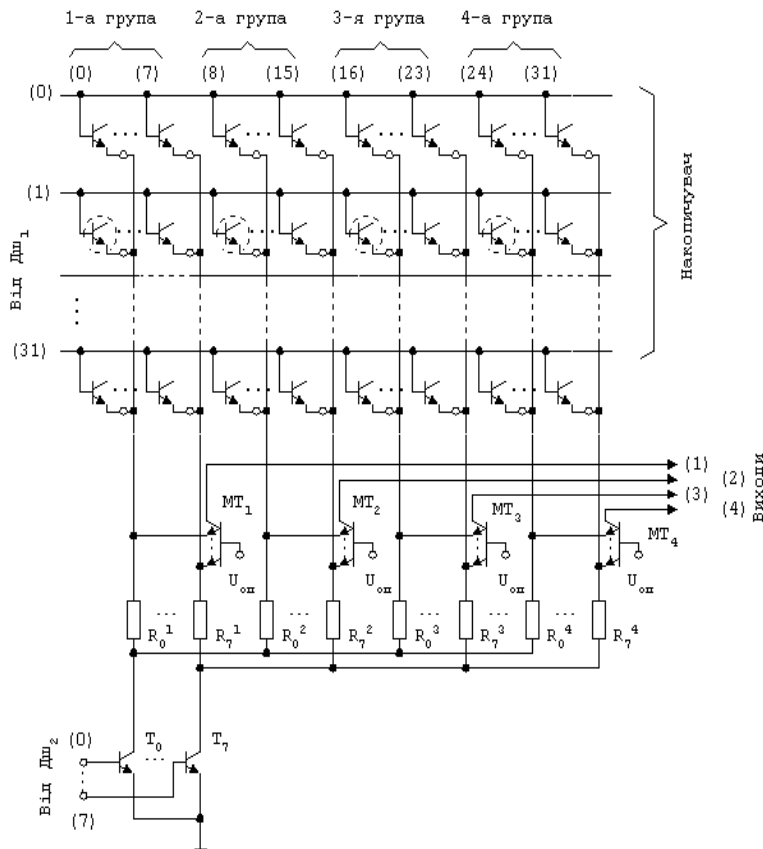 1-а група 2-а група 3-я група 4-а група
(0) (7) (8) (15) (16) (23) (24) (31)
(0)
(1)
Від Дш1
(31)
Накопичувач
(1)
(2)
(3)
(4)
Виходи
MT1 MT2 MT3 MT4
Uоп Uоп Uоп Uоп
R0^1 R7^1 R0^2 R7^2 R0^3 R7^3 R0^4 R7^4
Від Дш2
(0) T0 T7
(7)